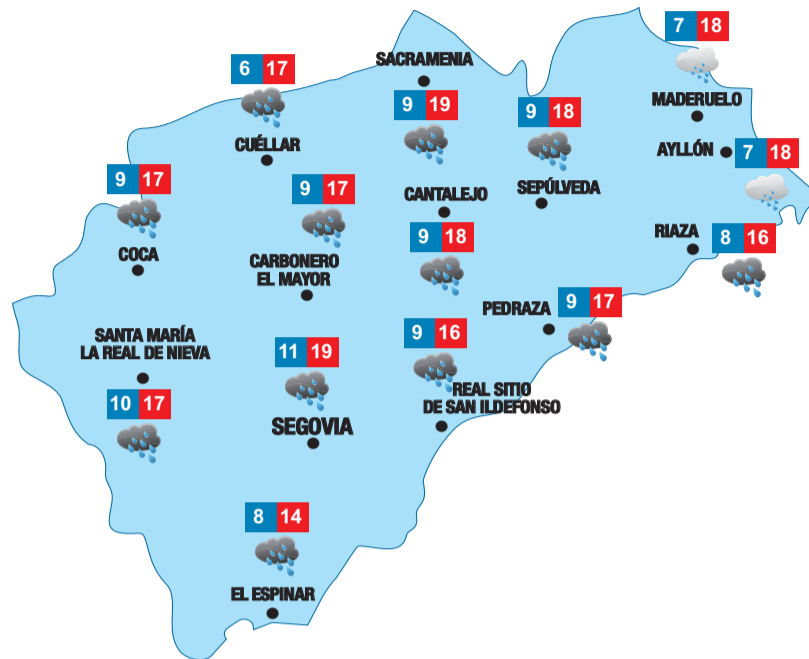 7 18
MADERUELO
SACRAMENIA
9 19
6 17
CUÉLLAR
9 18
SEPÚLVEDA
AYLLÓN
7 18
9 17
COCA
9 17
CARBONERO
EL MAYOR
CANTALEJO
9 18
RIAZA
8 16
PEDRAZA
9 17
SANTA MARÍA
LA REAL DE NIEVA
10 17
11 19
SEGOVIA
9 16
REAL SITIO
DE SAN ILDEFONSO
8 14
EL ESPINAR